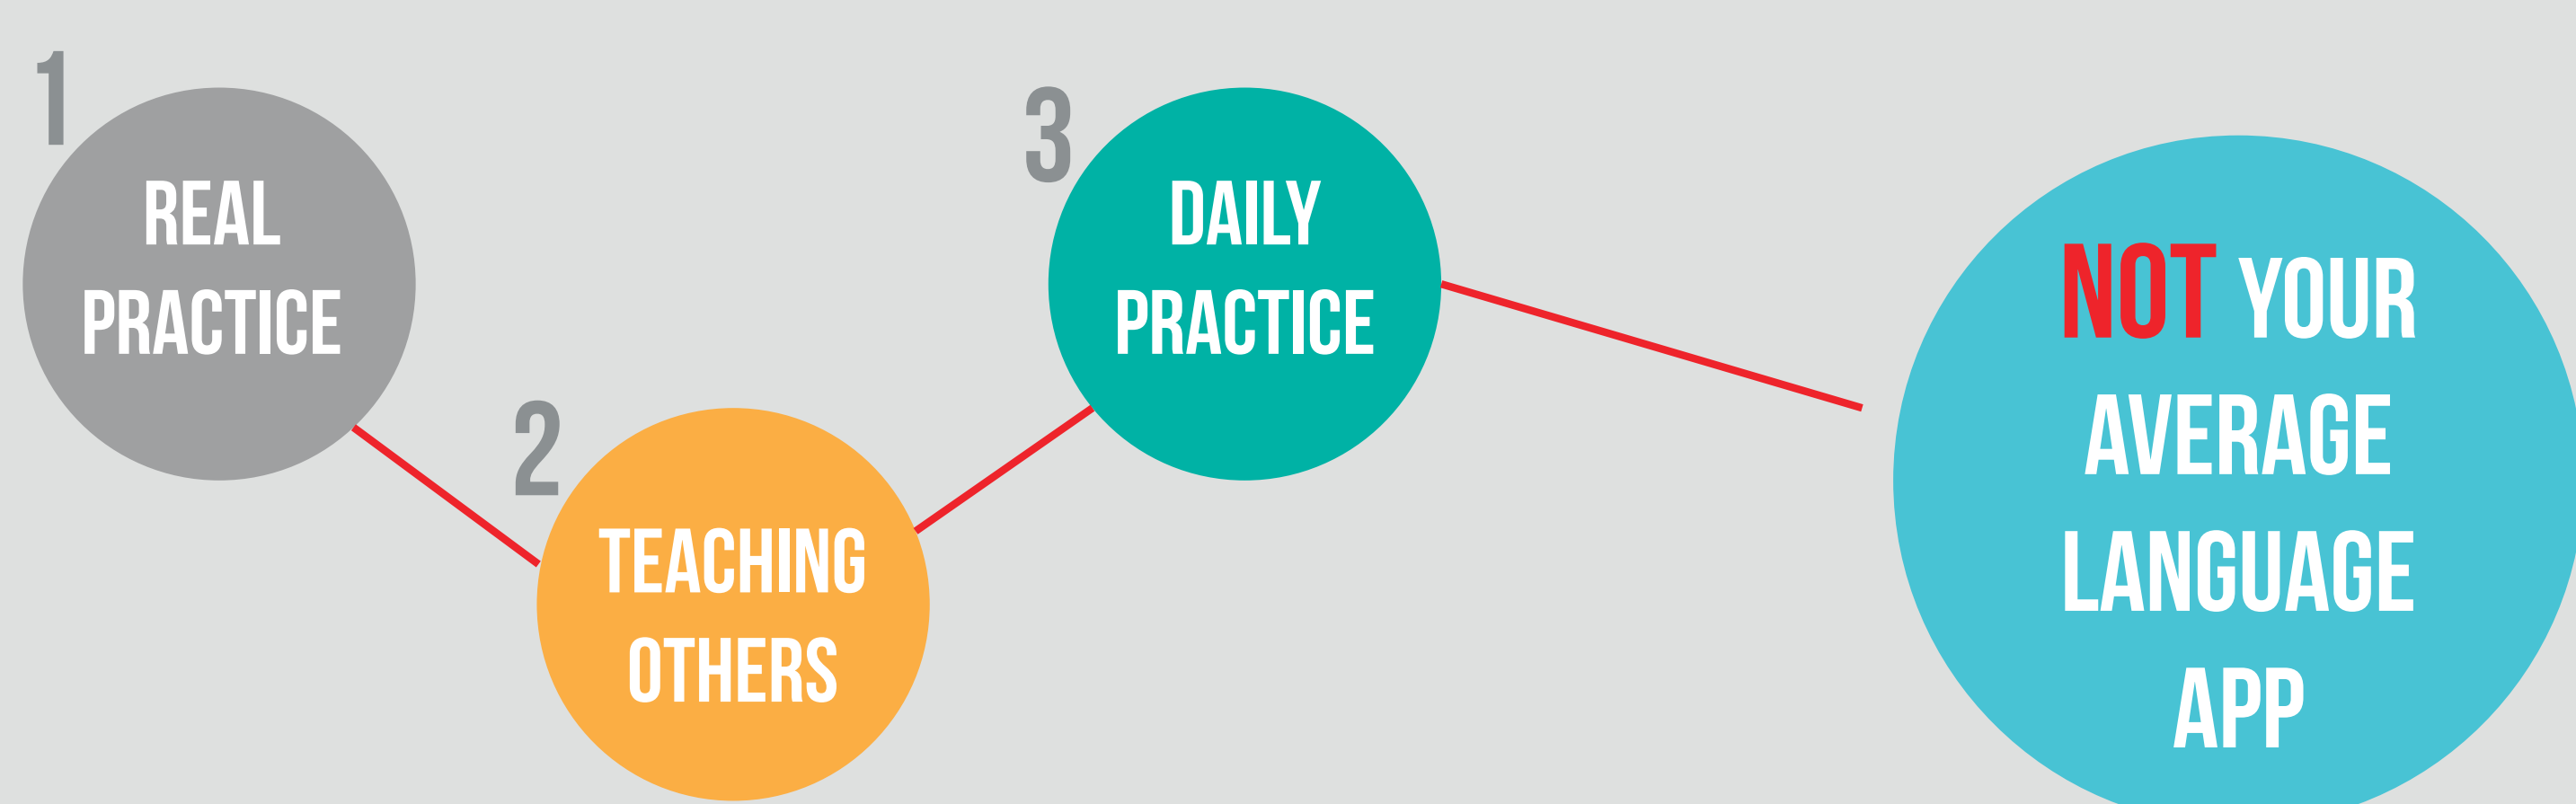 1
REAL
PRACTICE
2
TEACHING
OTHERS
3
DAILY
PRACTICE
NOT YOUR
AVERAGE
LANGUAGE
APP